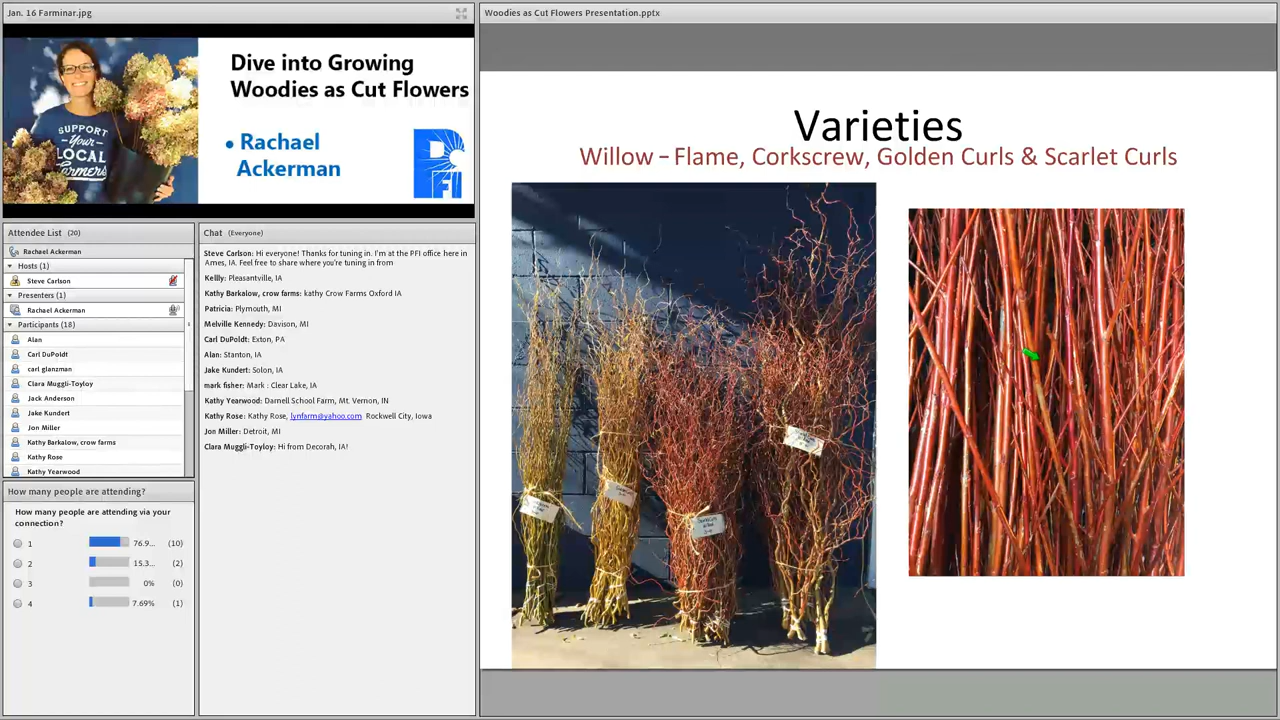 Jan. 16 Farminar.jpg
Dive into Growing
Woodies as Cut Flowers
• Rachael
Ackerman
SUPPORT
Your
LOCAL
Farmers
PFI
Attendee List (20)
Rachael Ackerman
Hosts (1)
Steve Carlson
Presenters (1)
Rachael Ackerman
Participants (18)
Alan
Carl DuPoldt
carl glanzman
Clara Muggli-Toyloy
Jack Anderson
Jake Kundert
Jon Miller
Kathy Barkalow, crow farms
Kathy Rose
Kathy Yearwood
How many people are attending?
How many people are attending via your
connection?
1 76.9... (10)
2 15.3... (2)
3 0% (0)
4 7.69% (1)
Chat (Everyone)
Steve Carlson: Hi everyone! Thanks for tuning in. I'm at the PFI office here in
Ames, IA. Feel free to share where you're tuning in from
Kellly: Pleasantville, IA
Kathy Barkalow, crow farms: kathy Crow Farms Oxford IA
Patricia: Plymouth, MI
Melville Kennedy: Davison, MI
Carl DuPoldt: Exton, PA
Alan: Stanton, IA
Jake Kundert: Solon, IA
mark fisher: Mark : Clear Lake, IA
Kathy Yearwood: Darnell School Farm, Mt. Vernon, IN
Kathy Rose: Kathy Rose, lynfarm@yahoo.com Rockwell City, Iowa
Jon Miller: Detroit, MI
Clara Muggli-Toyloy: Hi from Decorah, IA!
Woodies as Cut Flowers Presentation.pptx
Varieties
Willow – Flame, Corkscrew, Golden Curls & Scarlet Curls